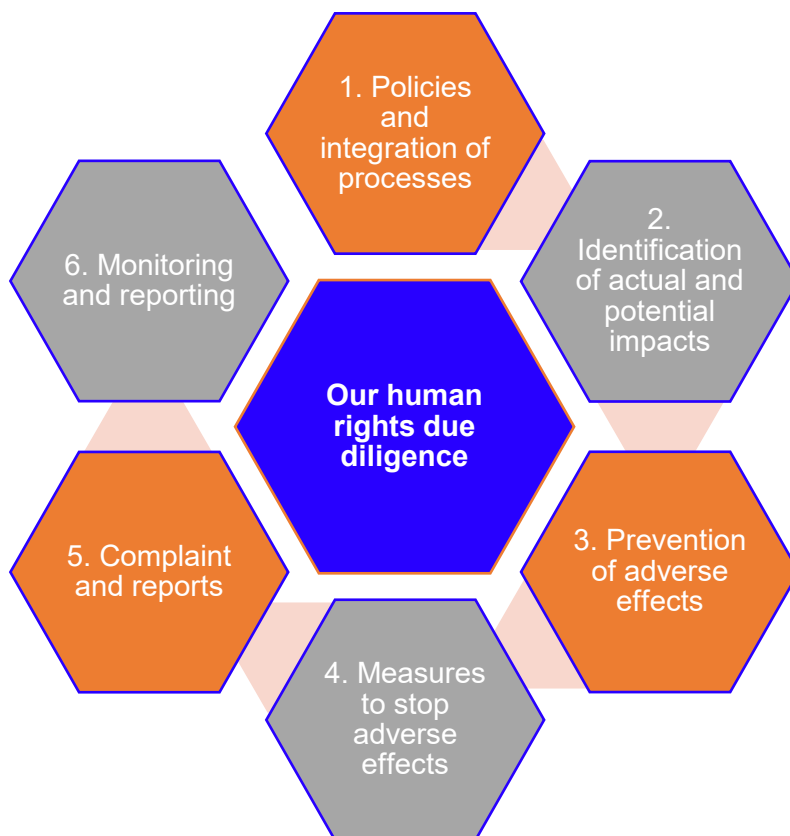 1. Policies
and
integration of
processes
2.
Identification
of actual and
potential
impacts
3. Prevention
of adverse
effects
4. Measures
to stop
adverse
effects
5. Complaint
and reports
6. Monitoring
and reporting
Our human
rights due
diligence